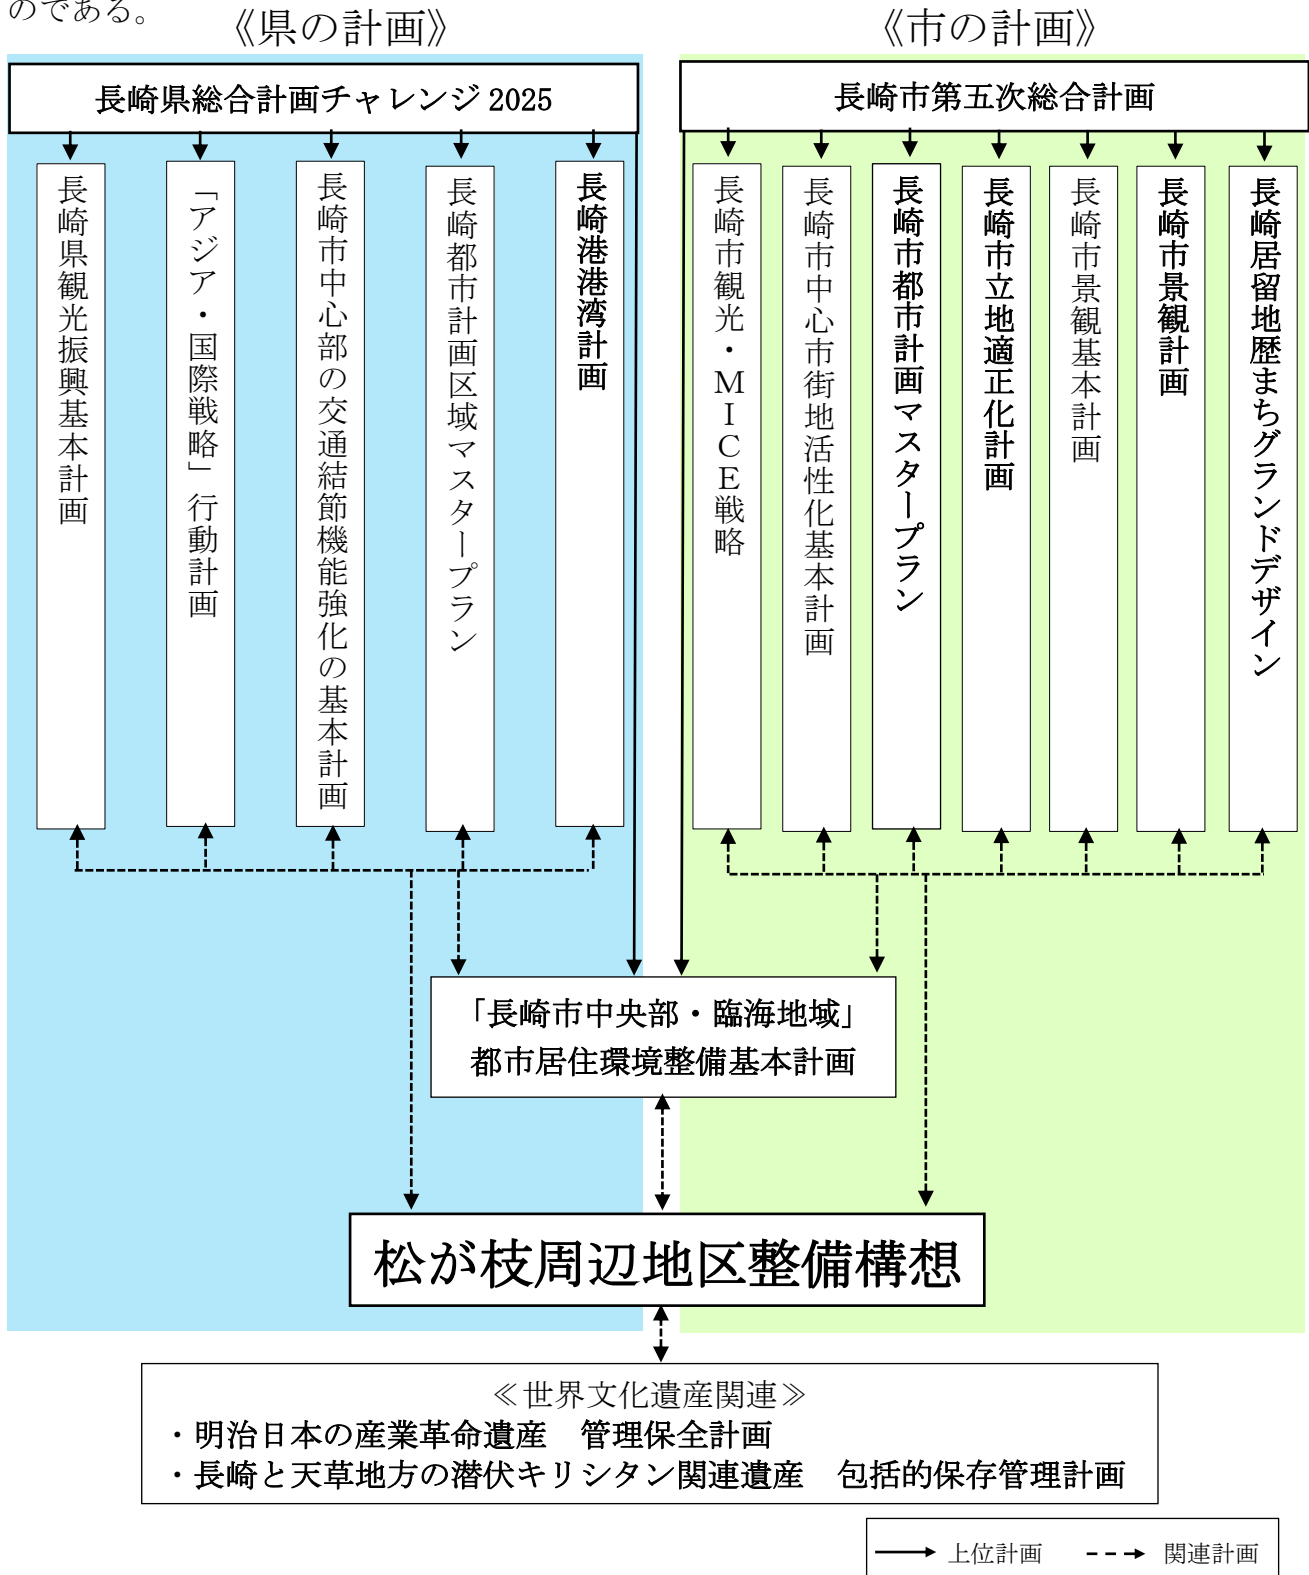 のである。
《県の計画》
《市の計画》
長崎県総合計画チャレンジ 2025
長崎市第五次総合計画
長崎県観光振興基本計画
「アジア・国際戦略」行動計画
長崎市中心部の交通結節機能強化の基本計画
長崎都市計画区域マスタープラン
長崎港港湾計画
長崎市観光・MICE戦略
長崎市中心市街地活性化基本計画
長崎市都市計画マスタープラン
長崎市立地適正化計画
長崎市景観基本計画
長崎市景観計画
長崎居留地歴まちグランドデザイン
「長崎市中央部・臨海地域」
都市居住環境整備基本計画
松が枝周辺地区整備構想
≪世界文化遺産関連≫
・明治日本の産業革命遺産　管理保全計画
・長崎と天草地方の潜伏キリシタン関連遺産　包括的保存管理計画
上位計画
関連計画